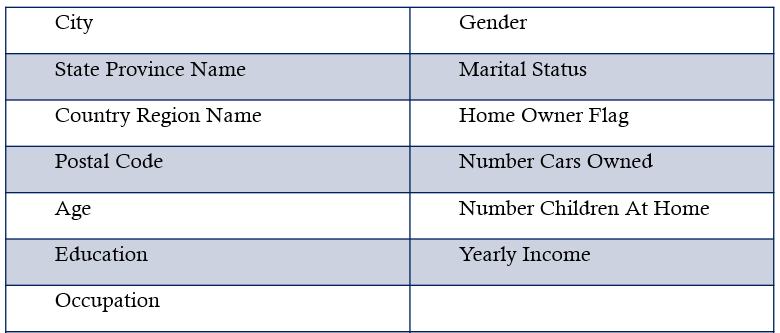 City
Gender
State Province Name
Marital Status
Country Region Name
Home Owner Flag
Postal Code
Number Cars Owned
Age
Number Children At Home
Education
Yearly Income
Occupation